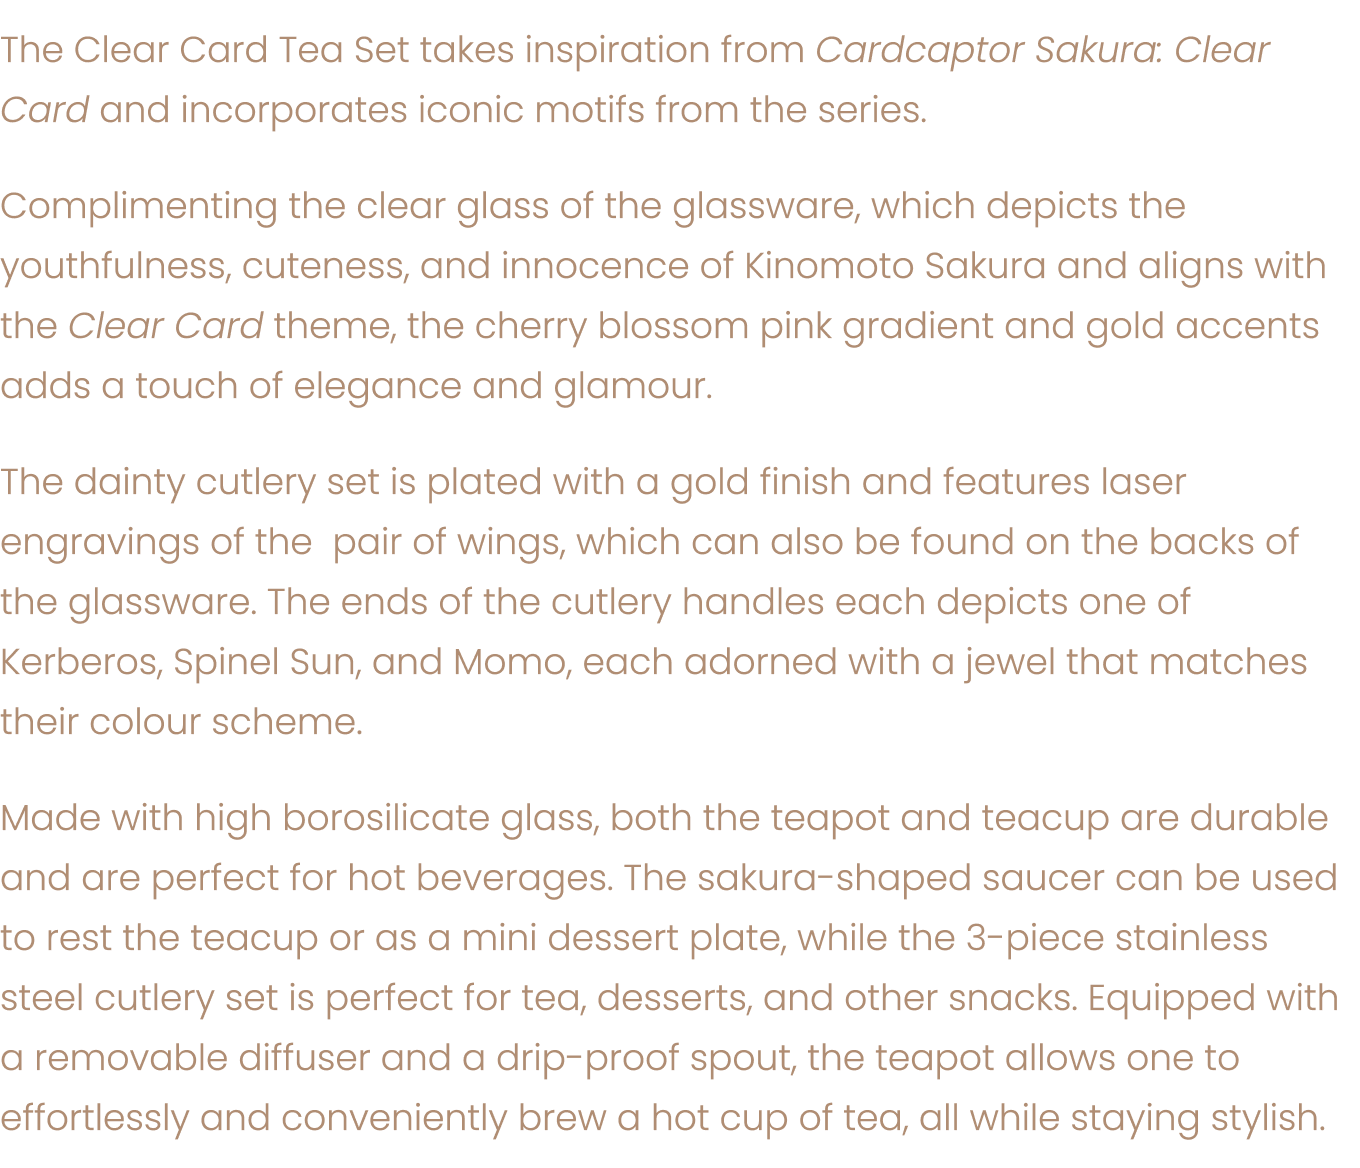 The Clear Card Tea Set takes inspiration from Cardcaptor Sakura: Clear
Card and incorporates iconic motifs from the series.
Complimenting the clear glass of the glassware, which depicts the
youthfulness, cuteness, and innocence of Kinomoto Sakura and aligns with
the Clear Card theme, the cherry blossom pink gradient and gold accents
adds a touch of elegance and glamour.
The dainty cutlery set is plated with a gold finish and features laser
engravings of the  pair of wings, which can also be found on the backs of
the glassware. The ends of the cutlery handles each depicts one of
Kerberos, Spinel Sun, and Momo, each adorned with a jewel that matches
their colour scheme.
Made with high borosilicate glass, both the teapot and teacup are durable
and are perfect for hot beverages. The sakura-shaped saucer can be used
to rest the teacup or as a mini dessert plate, while the 3-piece stainless
steel cutlery set is perfect for tea, desserts, and other snacks. Equipped with
a removable diffuser and a drip-proof spout, the teapot allows one to
effortlessly and conveniently brew a hot cup of tea, all while staying stylish.